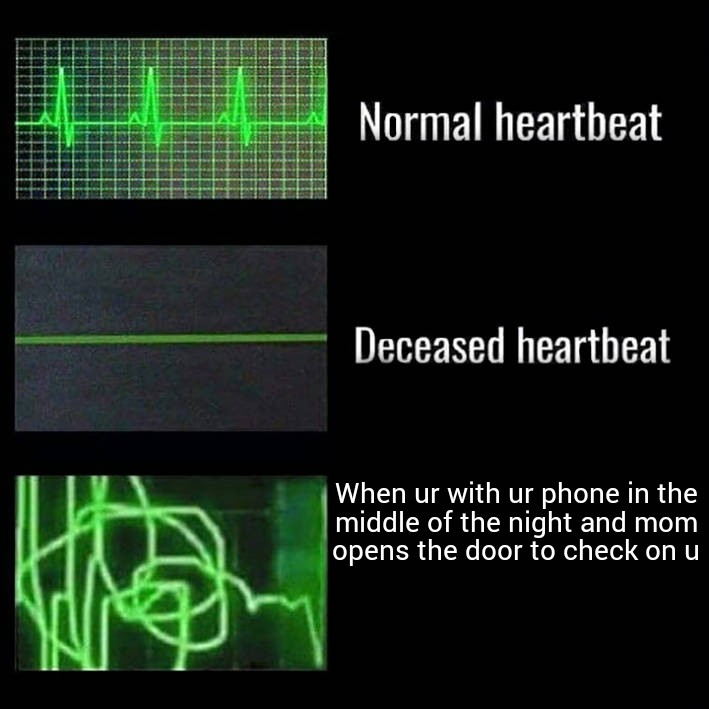 Normal heartbeat
Deceased heartbeat
When ur with ur phone in the
middle of the night and mom
opens the door to check on u